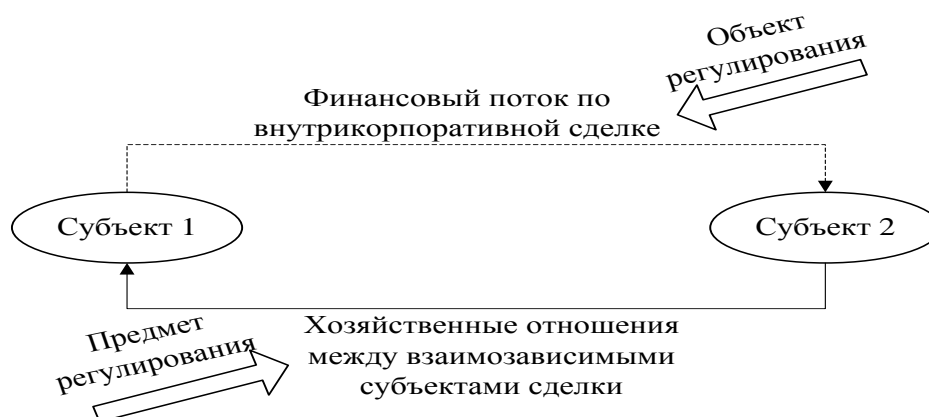 Объект
регулирования
Финансовый поток по
внутрикорпоративной сделке
Субъект 1
Субъект 2
Предмет
регулирования
Хозяйственные отношения
между взаимозависимыми
субъектами сделки